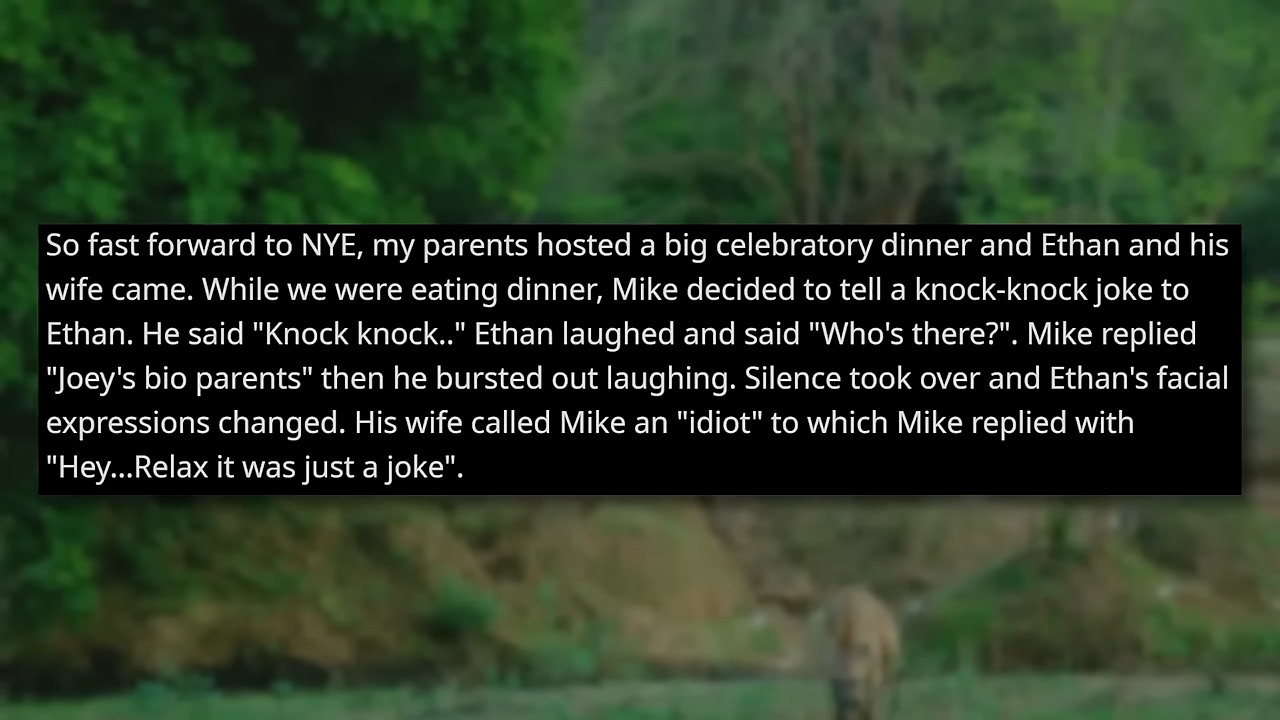 So fast forward to NYE, my parents hosted a big celebratory dinner and Ethan and his
wife came. While we were eating dinner, Mike decided to tell a knock-knock joke to
Ethan. He said "Knock knock.." Ethan laughed and said "Who's there?". Mike replied
"Joey's bio parents" then he bursted out laughing. Silence took over and Ethan's facial
expressions changed. His wife called Mike an "idiot" to which Mike replied with
"Hey...Relax it was just a joke".